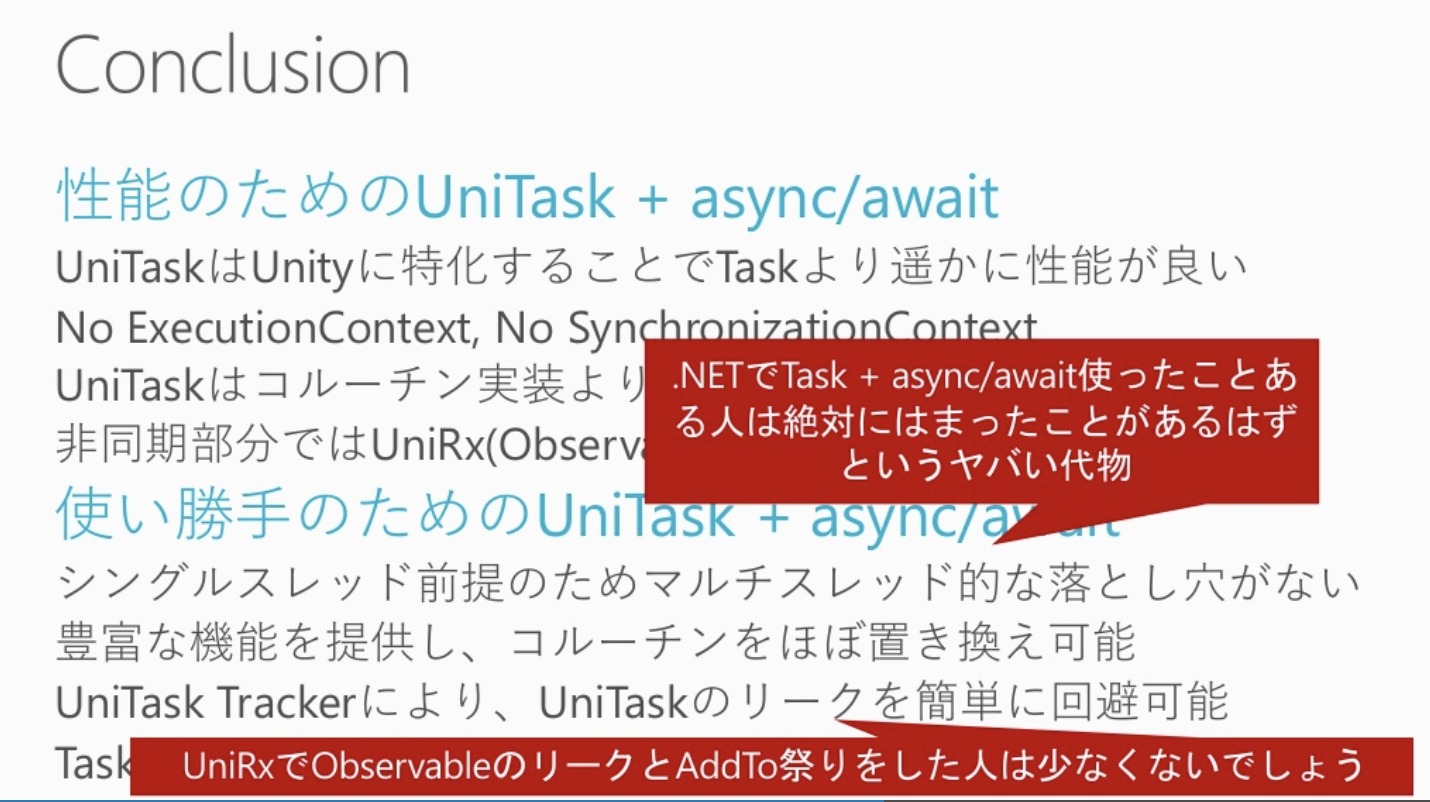 Conclusion
性能のためのUniTask + async/await
UniTaskはUnityに特化することでTaskより遥かに性能が良い
No ExecutionContext, No SynchronizationContext
UniTaskはコルーチン実装より
非同期部分ではUniRx(Observa
.NETでTask + async/await使ったことあ
る人は絶対にはまったことがあるはず
というヤバい代物
使い勝手のためのUniTask + async/await
シングルスレッド前提のためマルチスレッド的な落とし穴がない
豊富な機能を提供し、コルーチンをほぼ置き換え可能
UniTask Trackerにより、UniTaskのリークを簡単に回避可能
Task
UniRxでObservableのリークとAddTo祭りをした人は少なくないでしょう